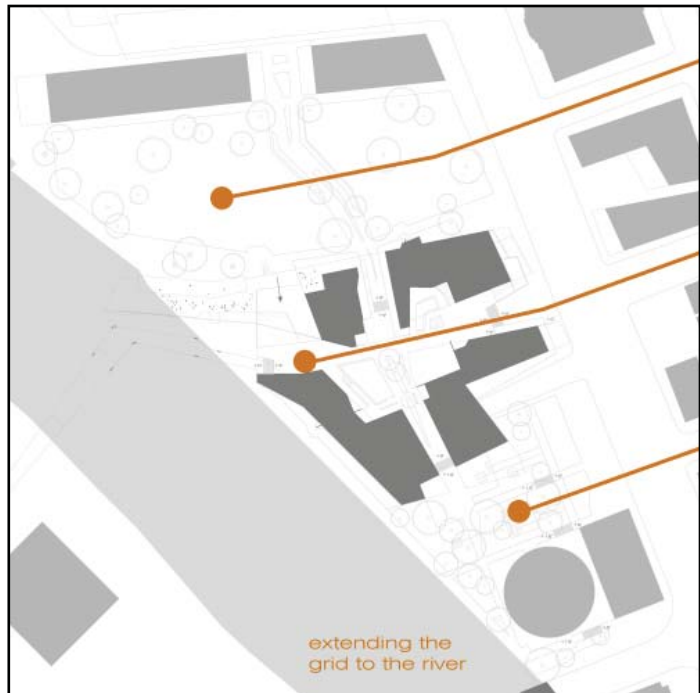 extending the
grid to the river